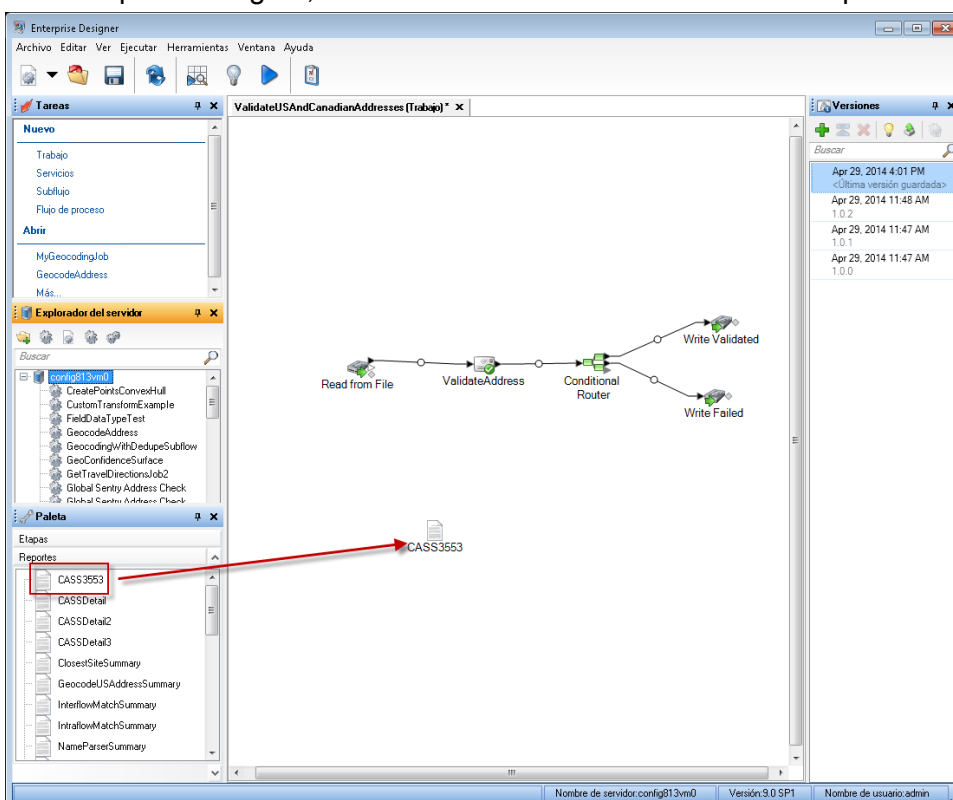 Enterprise Designer
Archivo Editar Ver Ejecutar Herramientas Ventana Ayuda
Tareas
Nuevo
Trabajo
Servicios
Subflujo
Flujo de proceso
Abrir
MyGeocodingJob
GeocodeAddress
Más...
Explorador del servidor
Buscar
config813vm0
CreatePointsConvexHull
CustomTransformExample
FieldDataTypeTest
GeocodeAddress
GeocodingWithDedupeSubflow
GeoConfidenceSurface
GetTravelDirectionsJob2
Global Sentry Address Check
Global Sentry Address Check
Paleta
Etapas
Reportes
CASS3553
CASSDetail
CASSDetail2
CASSDetail3
ClosestSiteSummary
GeocodeUSAddressSummary
InterflowMatchSummary
IntraflowMatchSummary
NameParserSummary
ValidateUSAndCanadianAddresses (Trabajo)*
Read from File
ValidateAddress
Conditional
Router
Write Validated
Write Failed
CASS3553
Versiones
Buscar
Apr 29, 2014 4:01 PM
<Última versión guardada>
Apr 29, 2014 11:48 AM
1.0.2
Apr 29, 2014 11:47 AM
1.0.1
Apr 29, 2014 11:47 AM
1.0.0
Nombre de servidor:config813vm0
Versión:9.0 SP1
Nombre de usuario:admin